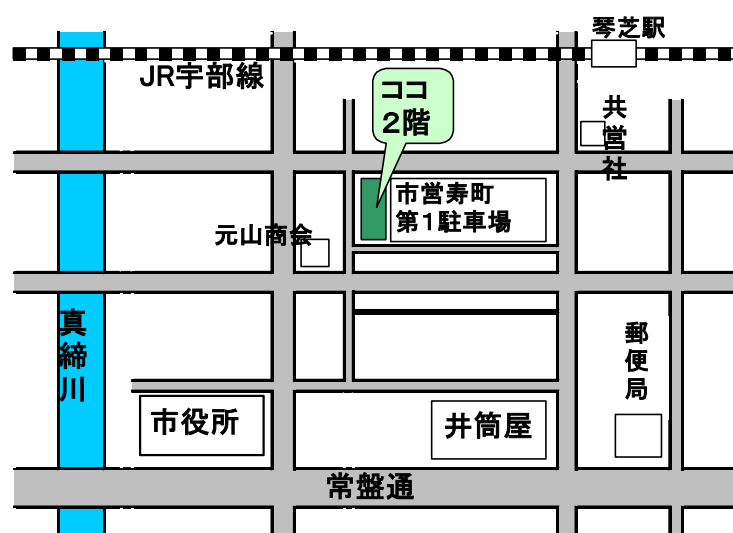 琴芝駅
JR宇部線
ココ
2階
共営社
市営寿町
第1駐車場
元山商会
真締川
郵便局
市役所
井筒屋
常盤通